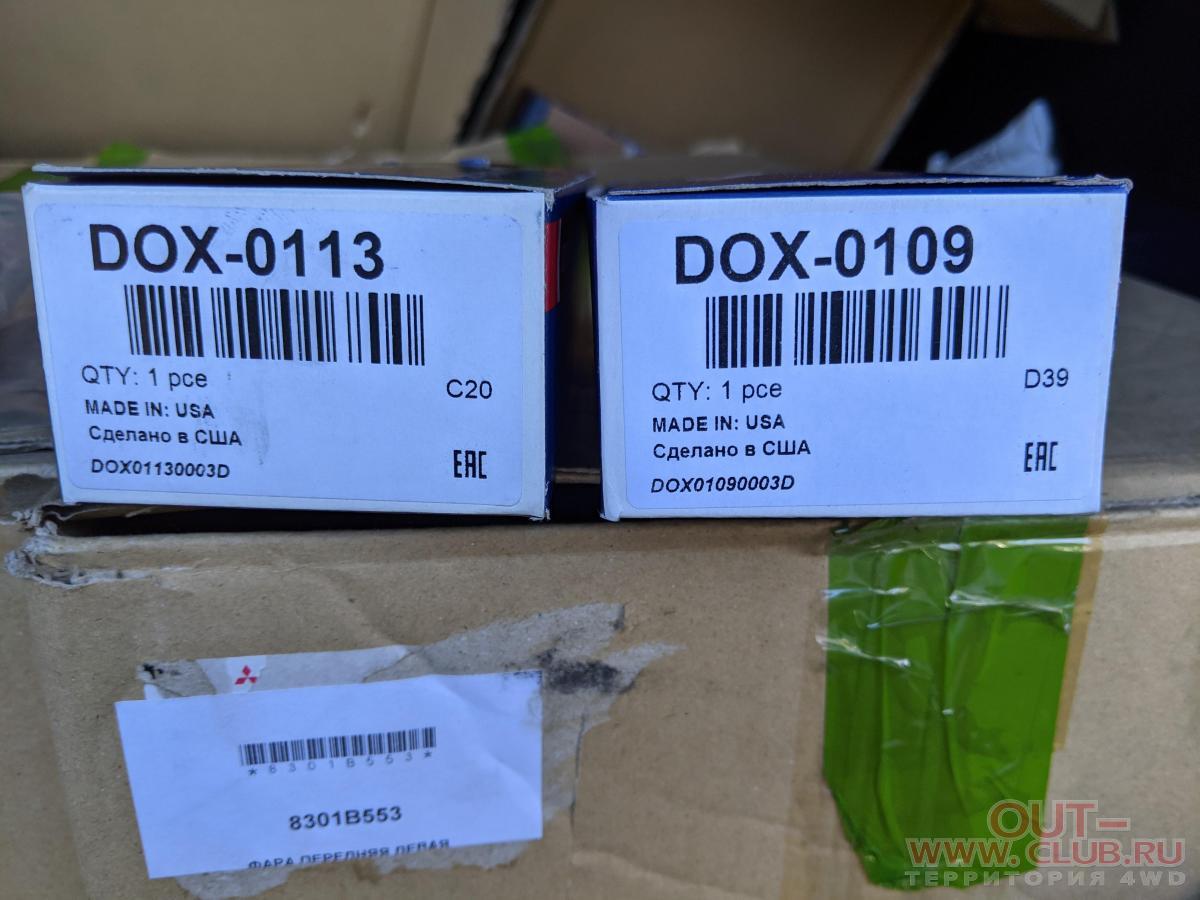 DOX-0113
QTY: 1 pce
C20
MADE IN: USA
Сделано в США
DOX01130003D
EAC
DOX-0109
QTY: 1 pce
D39
MADE IN: USA
Сделано в США
DOX01090003D
EAC
*8301B553*
8301B553
ФАРА ПЕРЕДНЯЯ ЛЕВАЯ
OUT-
WWW.CLUB.RU
ТЕРРИТОРИЯ 4WD